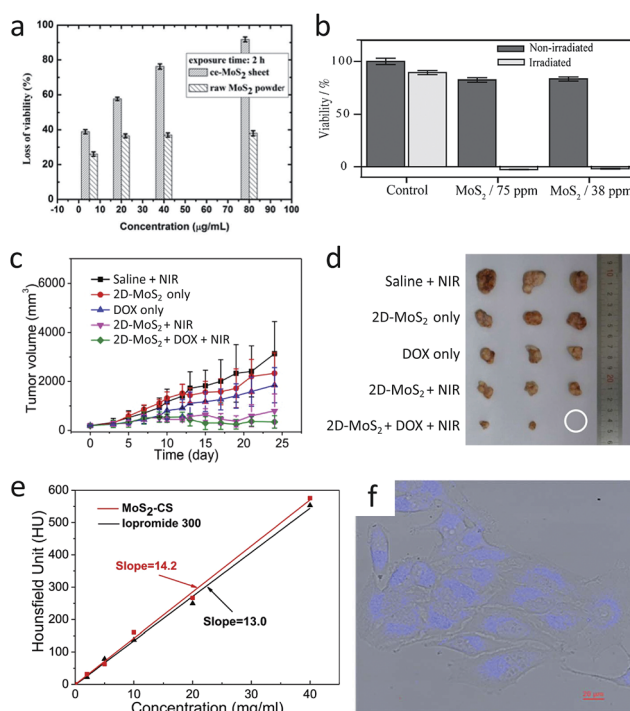 a
Loss of viability (%)
100
80
60
40
20
0
exposure time: 2 h
ce-MoS2 sheet
raw MoS2 powder
-10 0 10 20 30 40 50 60 70 80 90 100
Concentration (μg/mL)
b
Viability / %
100
50
0
Non-irradiated
Irradiated
Control MoS2 / 75 ppm MoS2 / 38 ppm
c
Tumor volume (mm3)
6000
4000
2000
0
Saline + NIR
2D-MoS2 only
DOX only
2D-MoS2 + NIR
2D-MoS2 + DOX + NIR
0 5 10 15 20 25
Time (day)
d
Saline + NIR
2D-MoS2 only
DOX only
2D-MoS2 + NIR
2D-MoS2 + DOX + NIR
e
Hounsfield Unit (HU)
600
500
400
300
200
100
0
MoS2-CS
Iopromide 300
Slope=14.2
Slope=13.0
0 10 20 30 40
Concentration (mg/ml)
f
20 μm